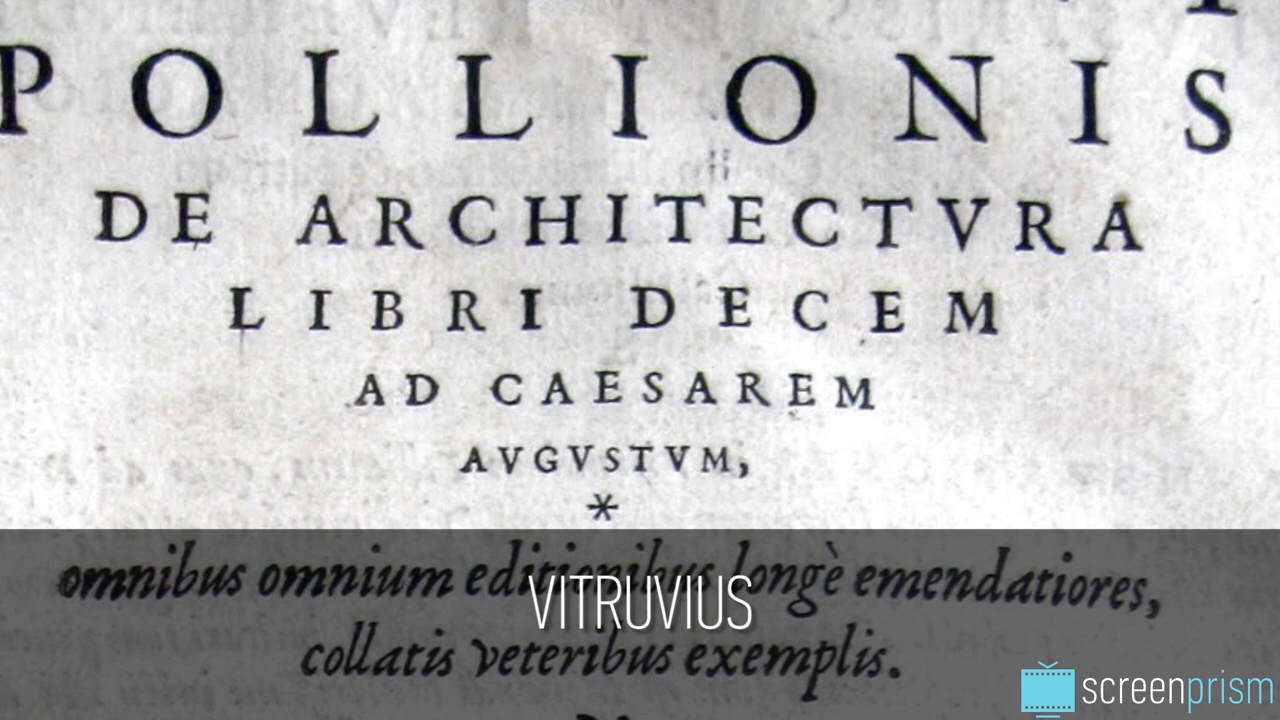 POLLIONIS
DE ARCHITECTVRA
LIBRI DECEM
AD CAESAREM
AVGVSTVM,
*
omnibus omnium editionibus longè emendatiores,
VITRUVIUS
collatis veteribus exemplis.
screenprism